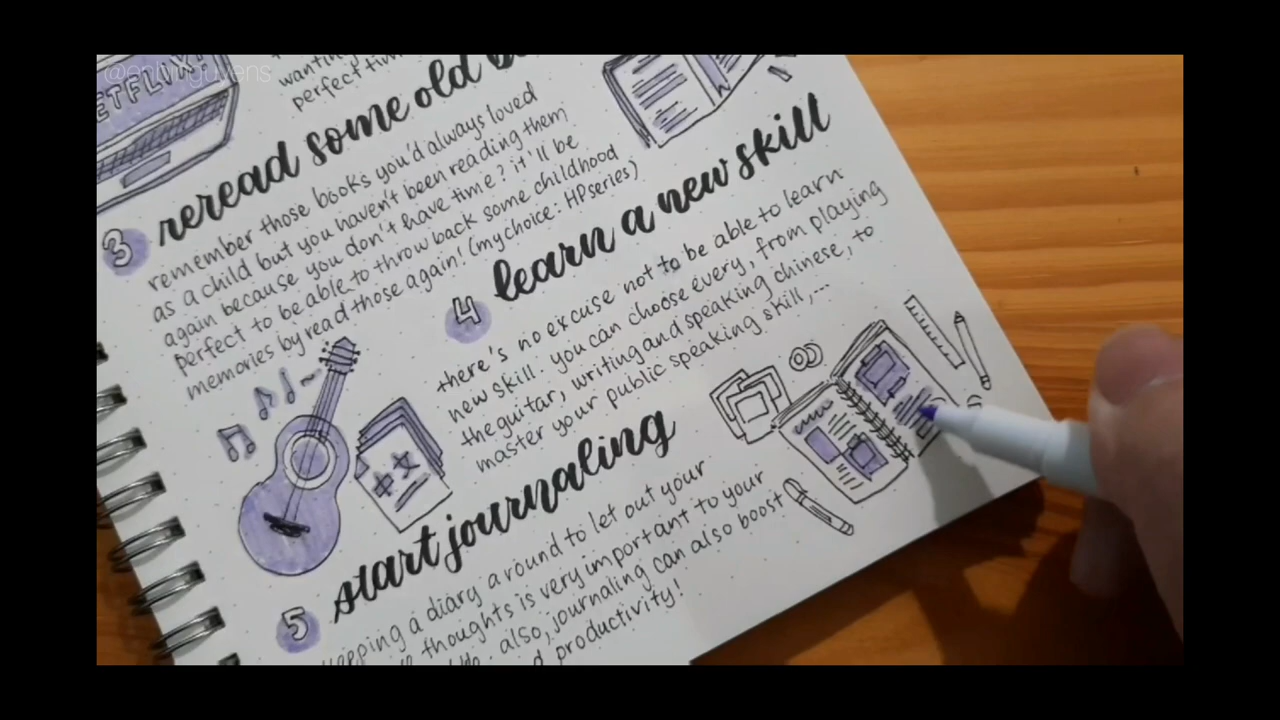 wanting
perfect time
3 reread some old
remember those books you'd always loved
as a child but you haven't been reading them
again because you don't have time? it'll be
perfect to be able to throw back some childhood
memories by read those again! (my choice: HP series)
4 learn a new skill
there's no excuse not to be able to learn
new skill. you can choose every, from playing
the guitar, writing and speaking chinese, to
master your public speaking skill,...
中文
5 start journaling
keeping a diary around to let out your
thoughts is very important to your
also, journaling can also boost
productivity!